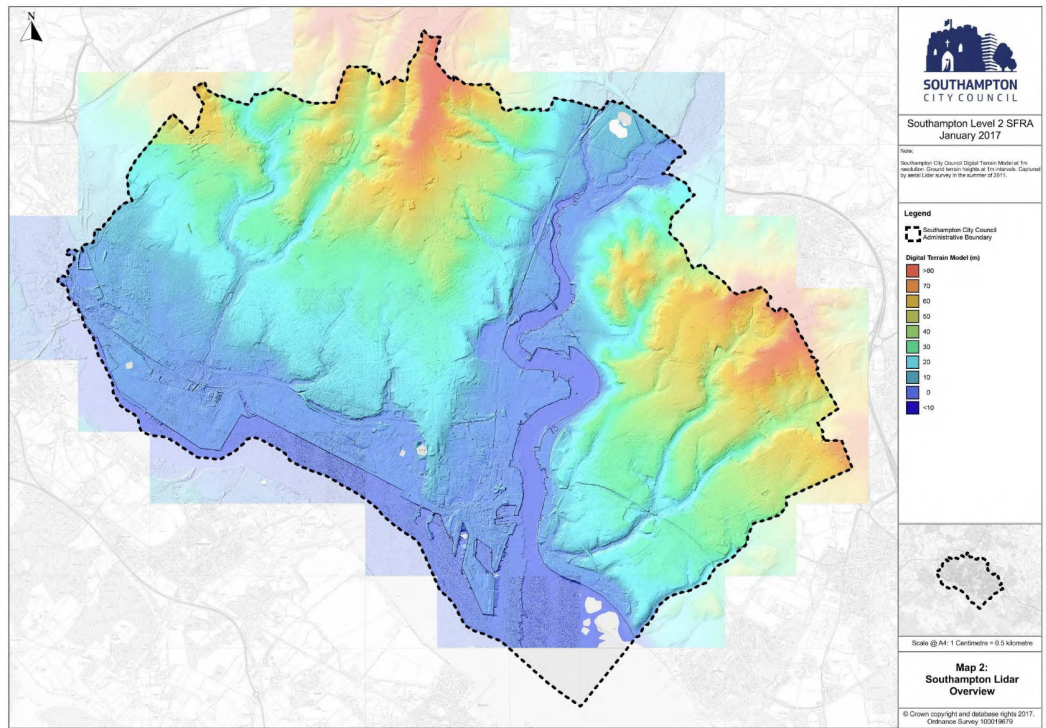 N
SOUTHAMPTON
CITY COUNCIL
Southampton Level 2 SFRA
January 2017
Note:
Southampton City Council Digital Terrain Model at 1m
resolution. Ground terrain heights at 1m intervals. Captured
by aerial Lidar survey in the summer of 2011.
Legend
Southampton City Council
Administrative Boundary
Digital Terrain Model (m)
>80
70
60
50
40
30
20
10
0
<10
Scale @ A4: 1 Centimetre = 0.5 kilometre
Map 2:
Southampton Lidar
Overview
© Crown copyright and database rights 2017.
Ordnance Survey 100019679